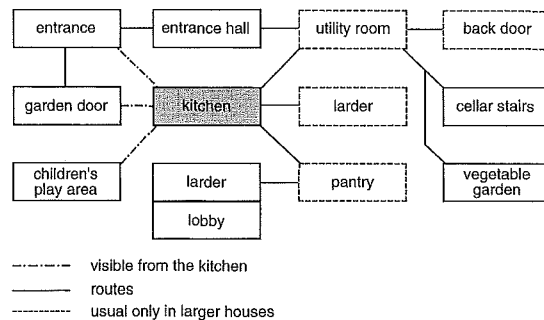 entrance
entrance hall
utility room
back door
garden door
kitchen
larder
cellar stairs
children's
play area
larder
lobby
pantry
vegetable
garden
visible from the kitchen
routes
usual only in larger houses